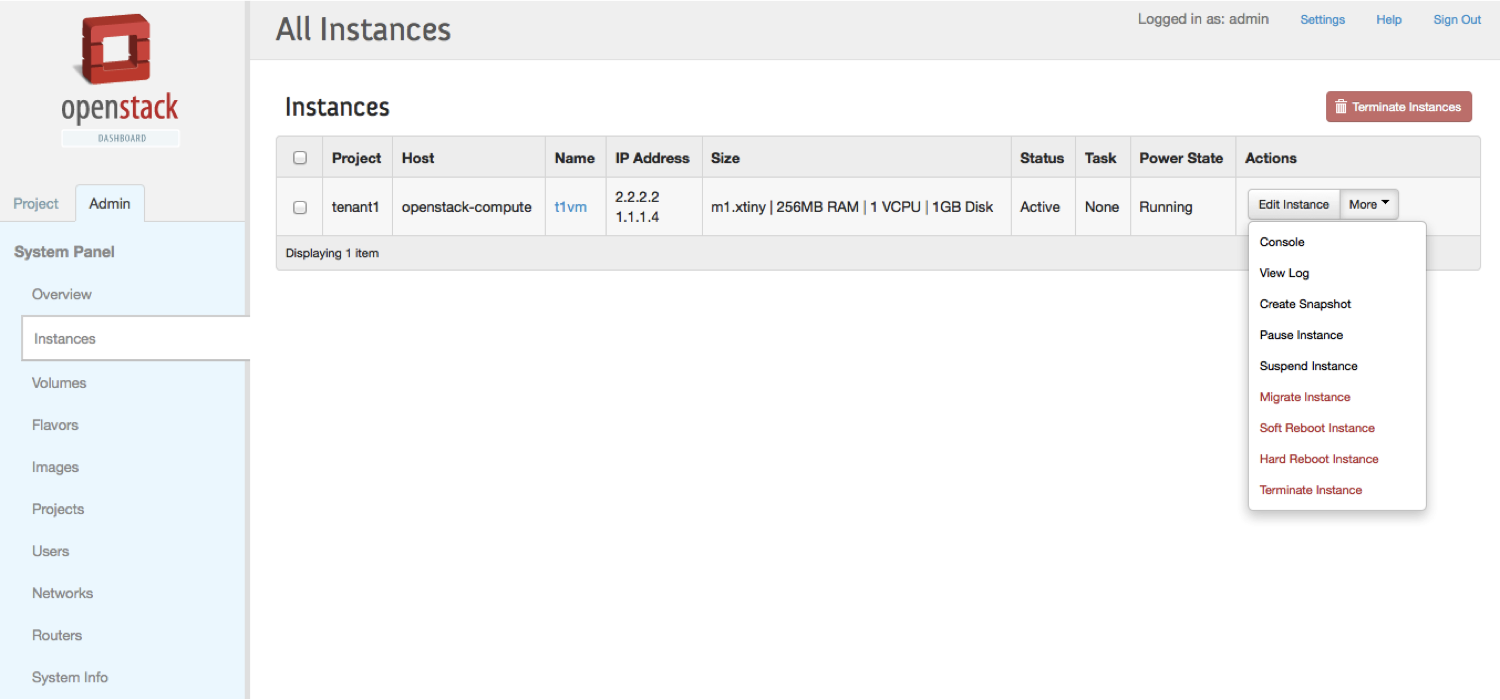 openstack
DASHBOARD
Project Admin
System Panel
Overview
Instances
Volumes
Flavors
Images
Projects
Users
Networks
Routers
System Info
All Instances
Logged in as: admin Settings Help Sign Out
Instances
Terminate Instances
Project Host Name IP Address Size Status Task Power State Actions
tenant1 openstack-compute t1vm 2.2.2.2 m1.xtiny | 256MB RAM | 1 VCPU | 1GB Disk Active None Running Edit Instance More
1.1.1.4
Displaying 1 item
Console
View Log
Create Snapshot
Pause Instance
Suspend Instance
Migrate Instance
Soft Reboot Instance
Hard Reboot Instance
Terminate Instance